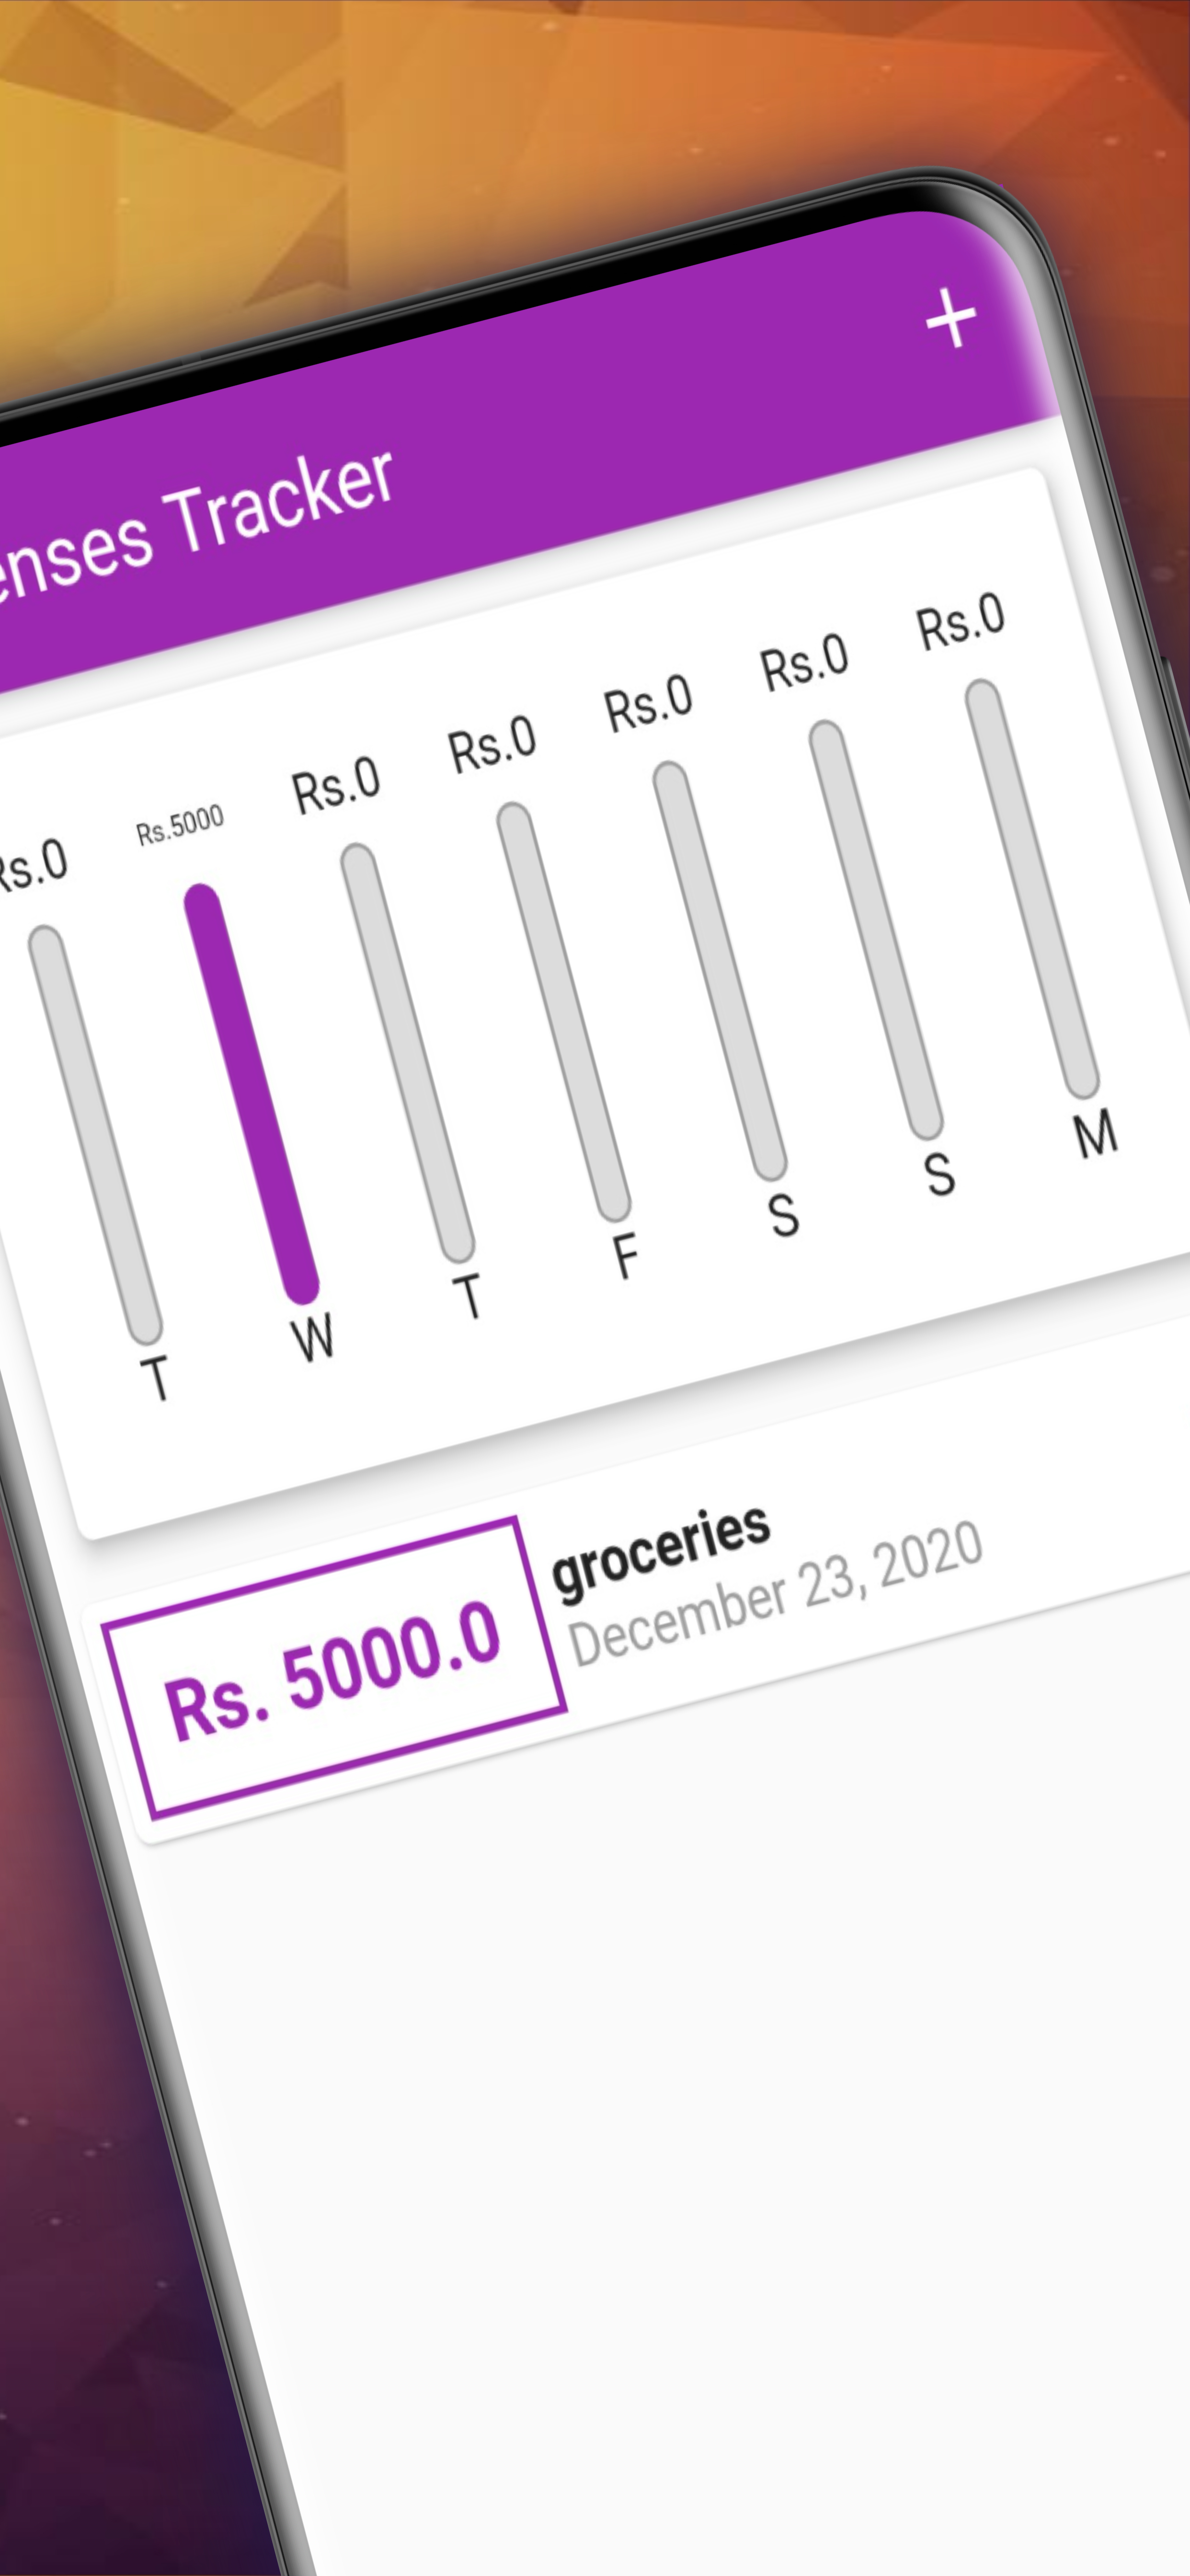 enses Tracker
+
Rs.0 Rs.5000 Rs.0 Rs.0 Rs.0 Rs.0 Rs.0
T W T F S S M
Rs. 5000.0
groceries
December 23, 2020